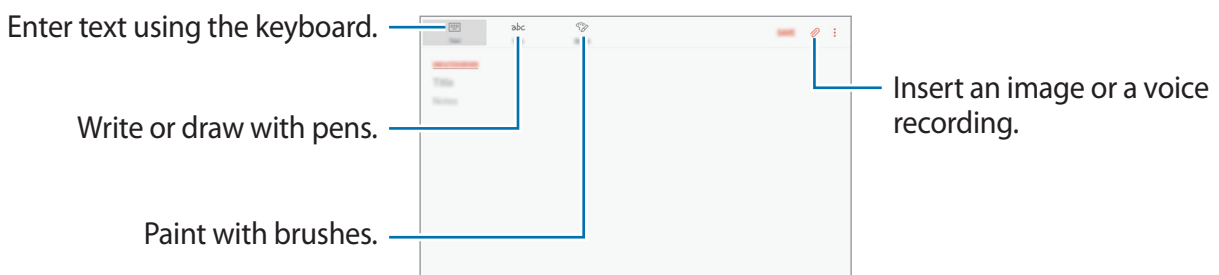 Enter text using the keyboard.
abc
SAVE
Title
Notes
Insert an image or a voice
recording.
Write or draw with pens.
Paint with brushes.